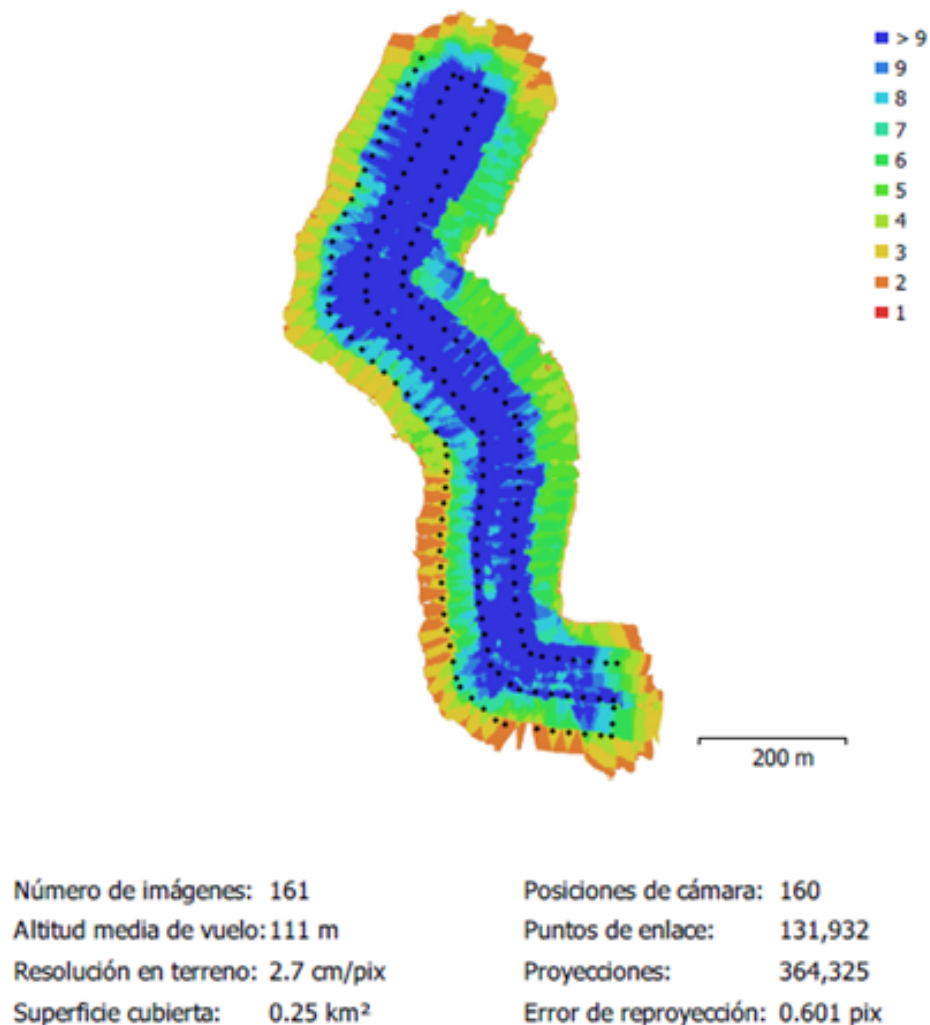 > 9
9
8
7
6
5
4
3
2
1
200 m
Número de imágenes: 161
Altitud media de vuelo: 111 m
Resolución en terreno: 2.7 cm/pix
Superficie cubierta: 0.25 km²
Posiciones de cámara: 160
Puntos de enlace: 131,932
Proyecciones: 364,325
Error de reproyección: 0.601 pix